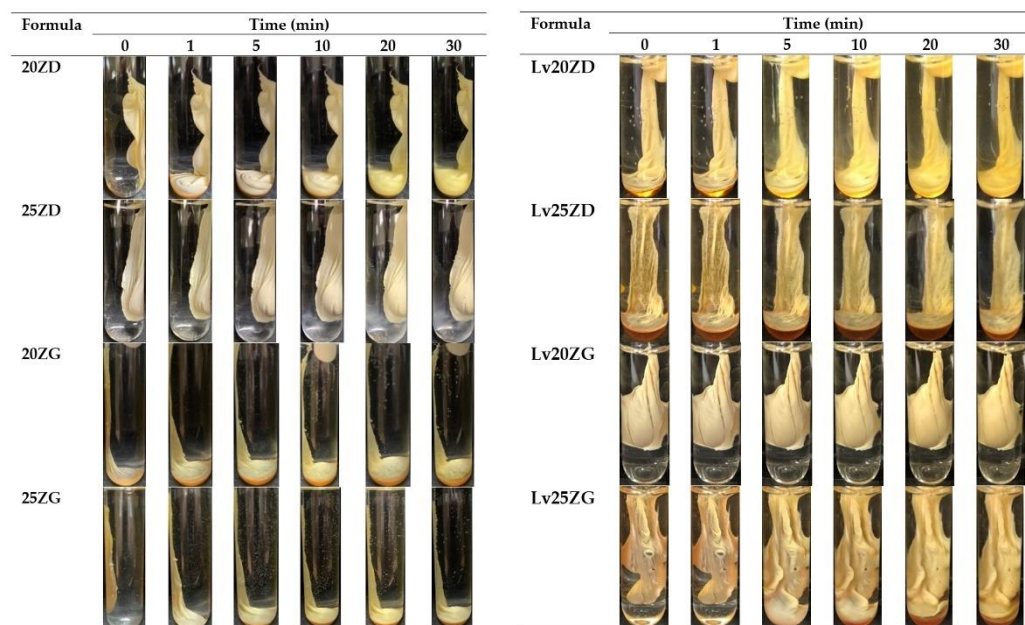 Formula Time (min)
0 1 5 10 20 30
20ZD
25ZD
20ZG
25ZG
Formula Time (min)
0 1 5 10 20 30
Lv20ZD
Lv25ZD
Lv20ZG
Lv25ZG